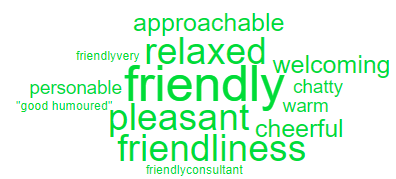 approachable
friendlyvery relaxed
welcoming
personable friendly chatty
"good humoured" warm
pleasant cheerful
friendliness
friendlyconsultant